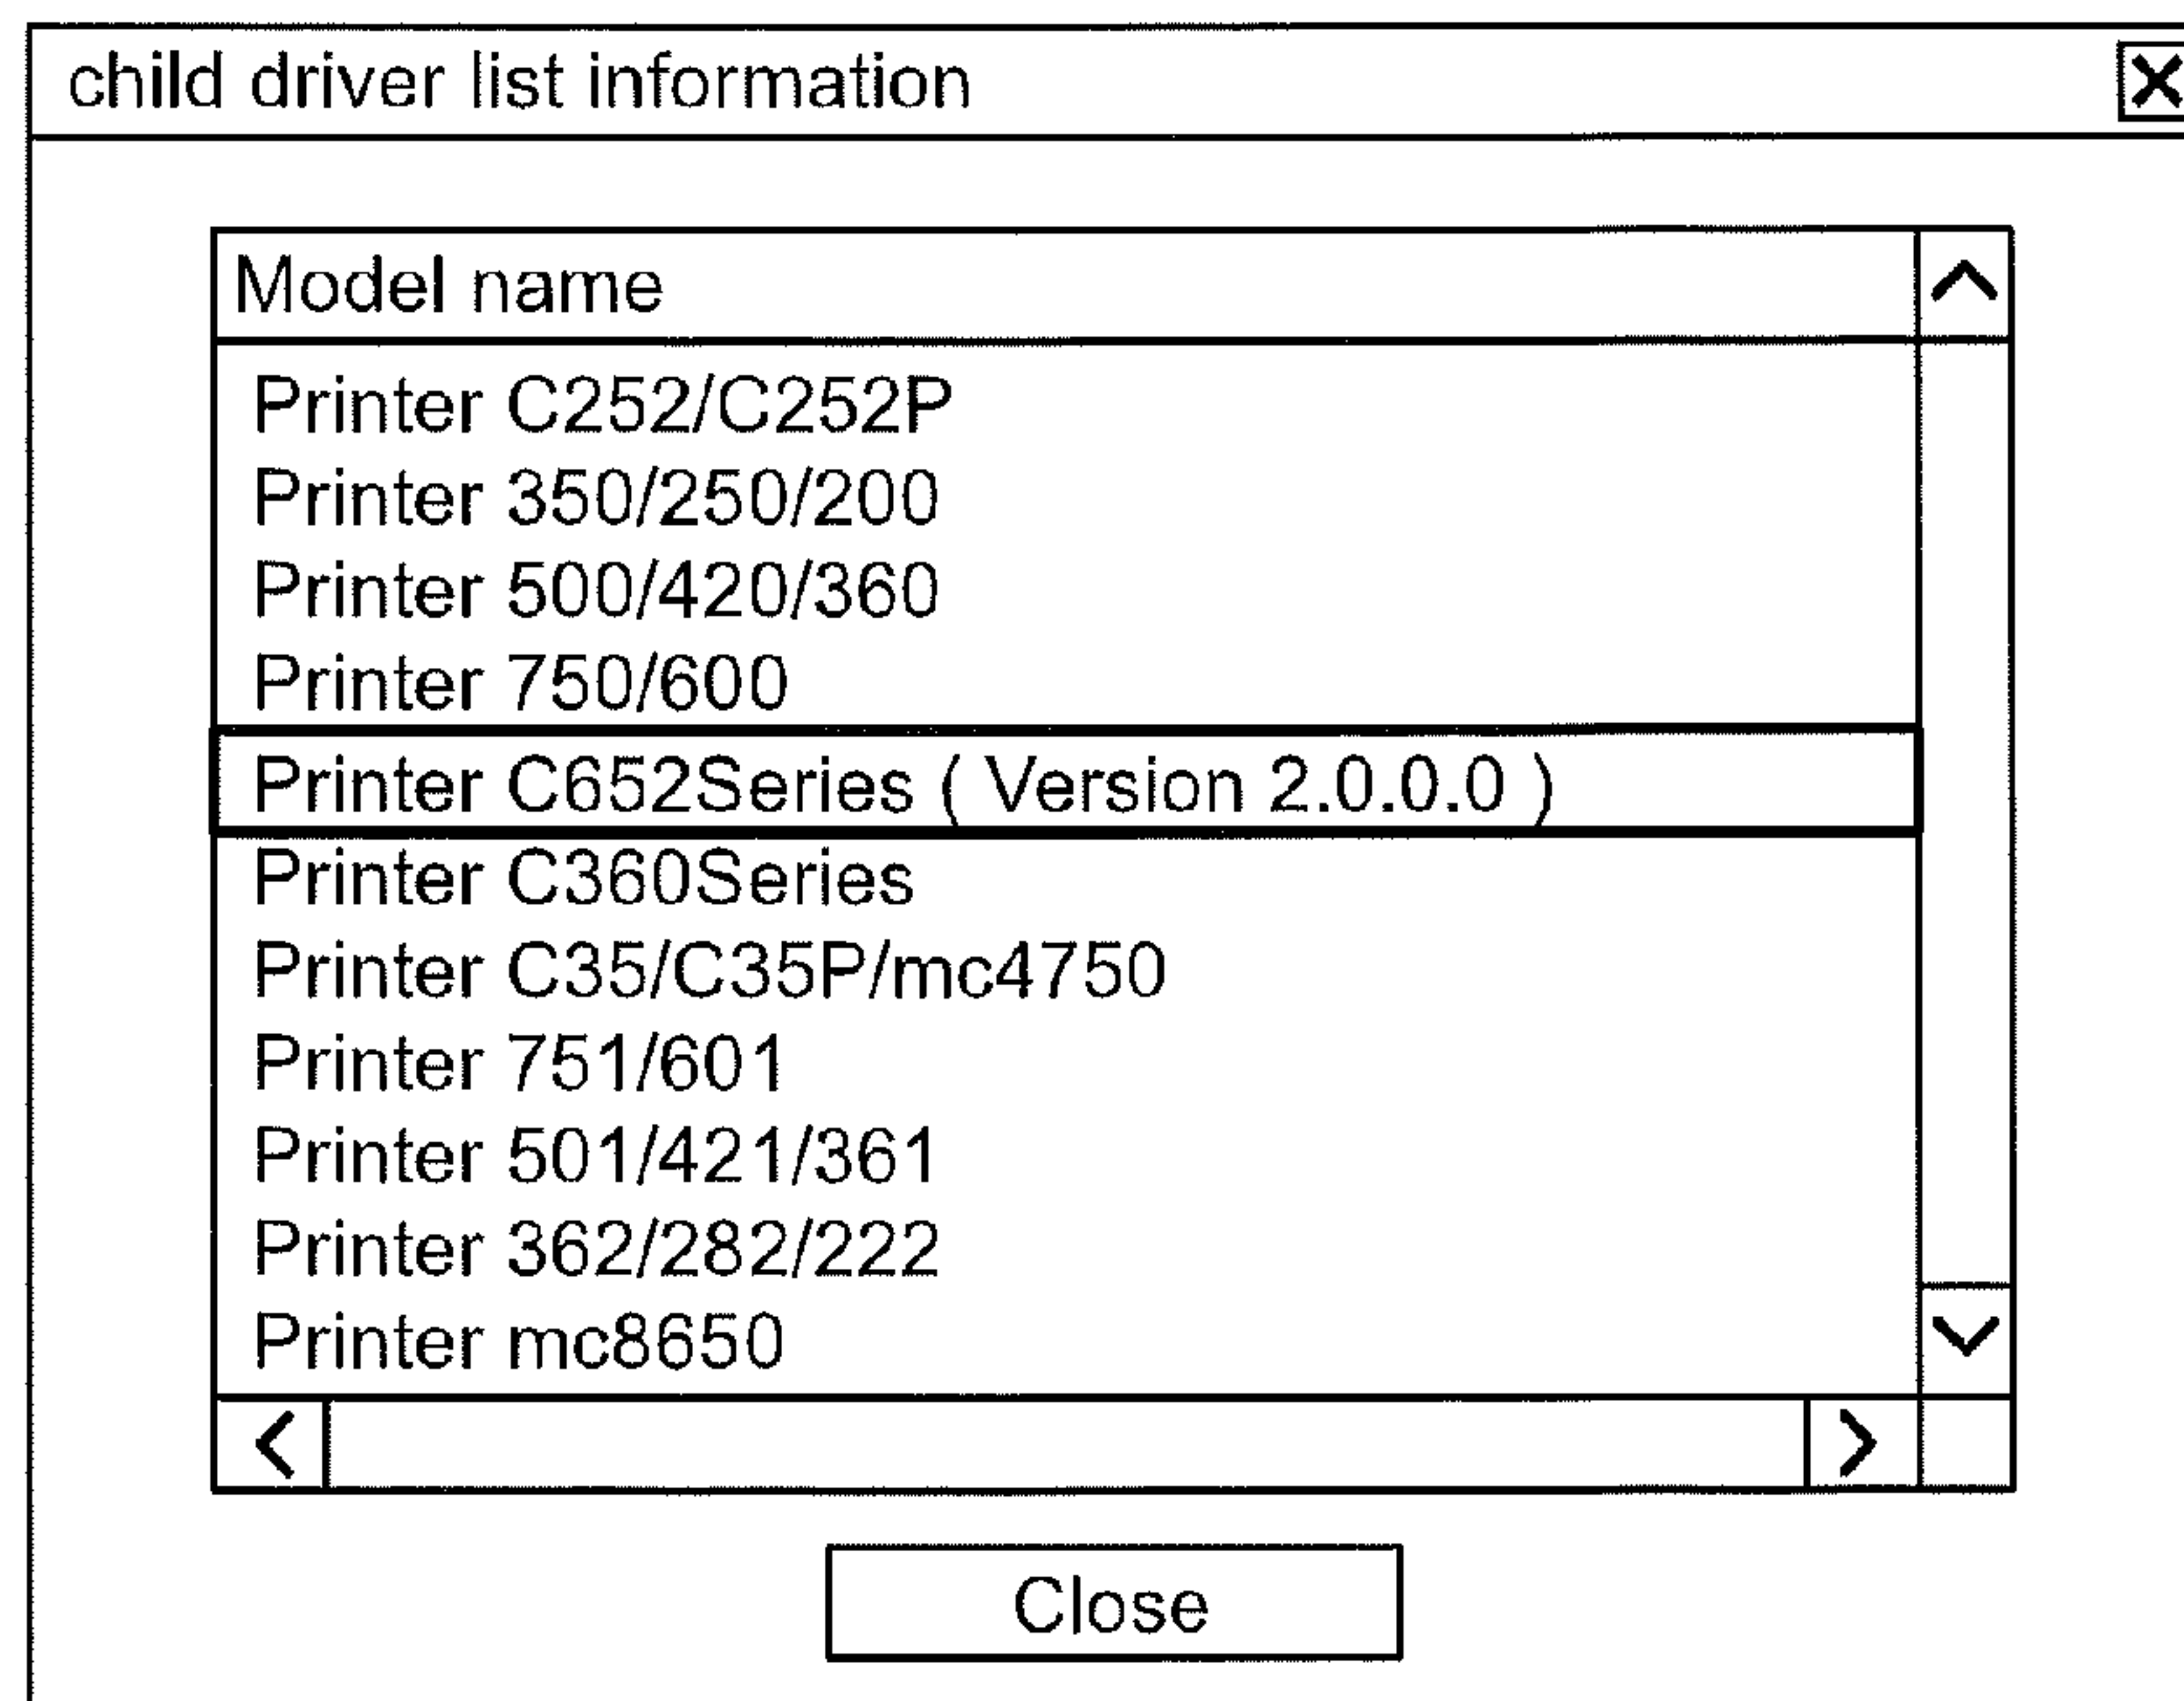 child driver list information
Model name
Printer C252/C252P
Printer 350/250/200
Printer 500/420/360
Printer 750/600
Printer C652Series ( Version 2.0.0.0 )
Printer C360Series
Printer C35/C35P/mc4750
Printer 751/601
Printer 501/421/361
Printer 362/282/222
Printer mc8650
Close